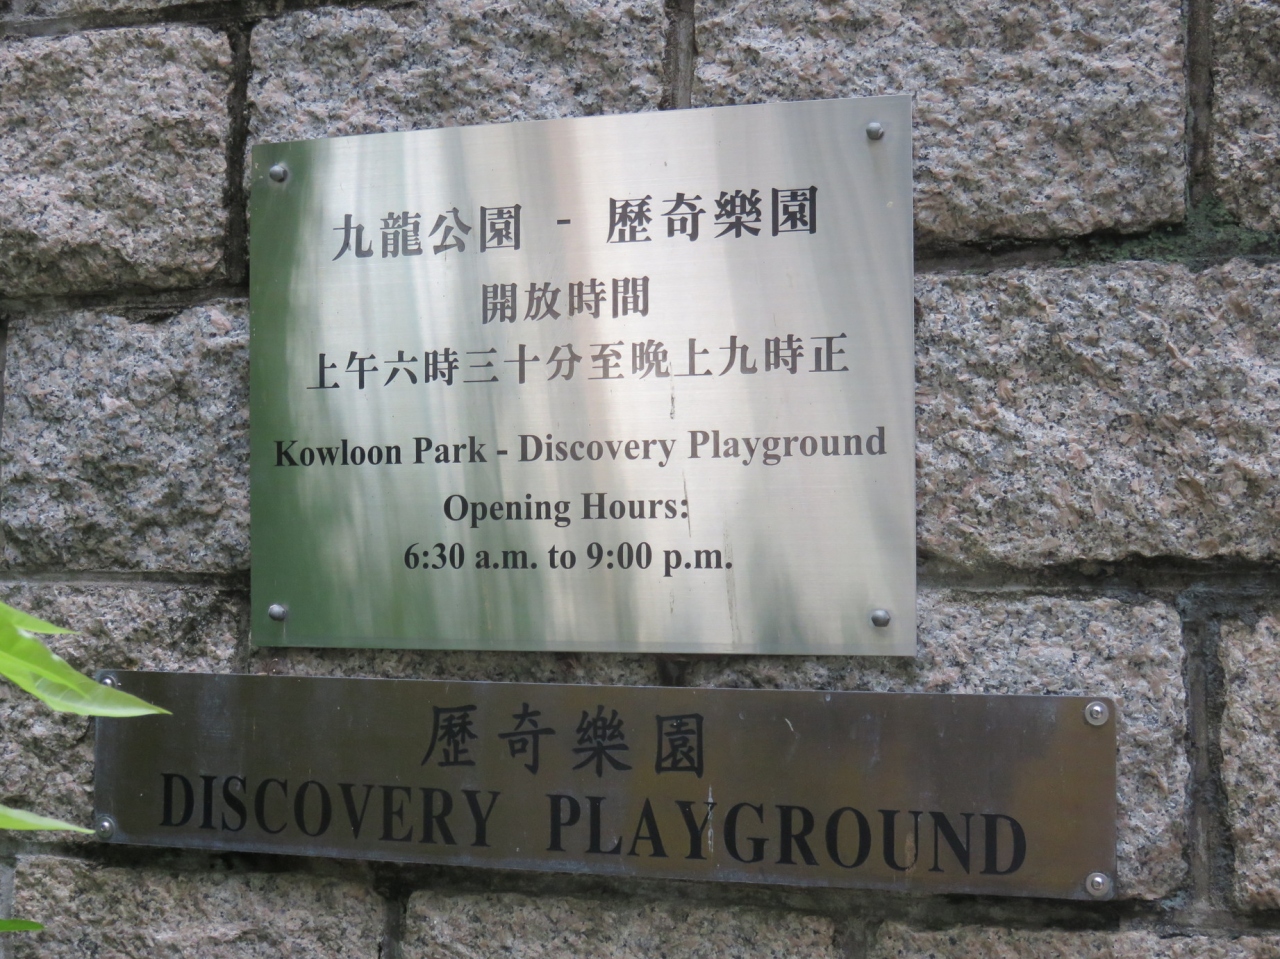 九龍公園 - 歷奇樂園
開放時間
上午六時三十分至晚上九時正
Kowloon Park - Discovery Playground
Opening Hours:
6:30 a.m. to 9:00 p.m.
歷奇樂園
DISCOVERY PLAYGROUND